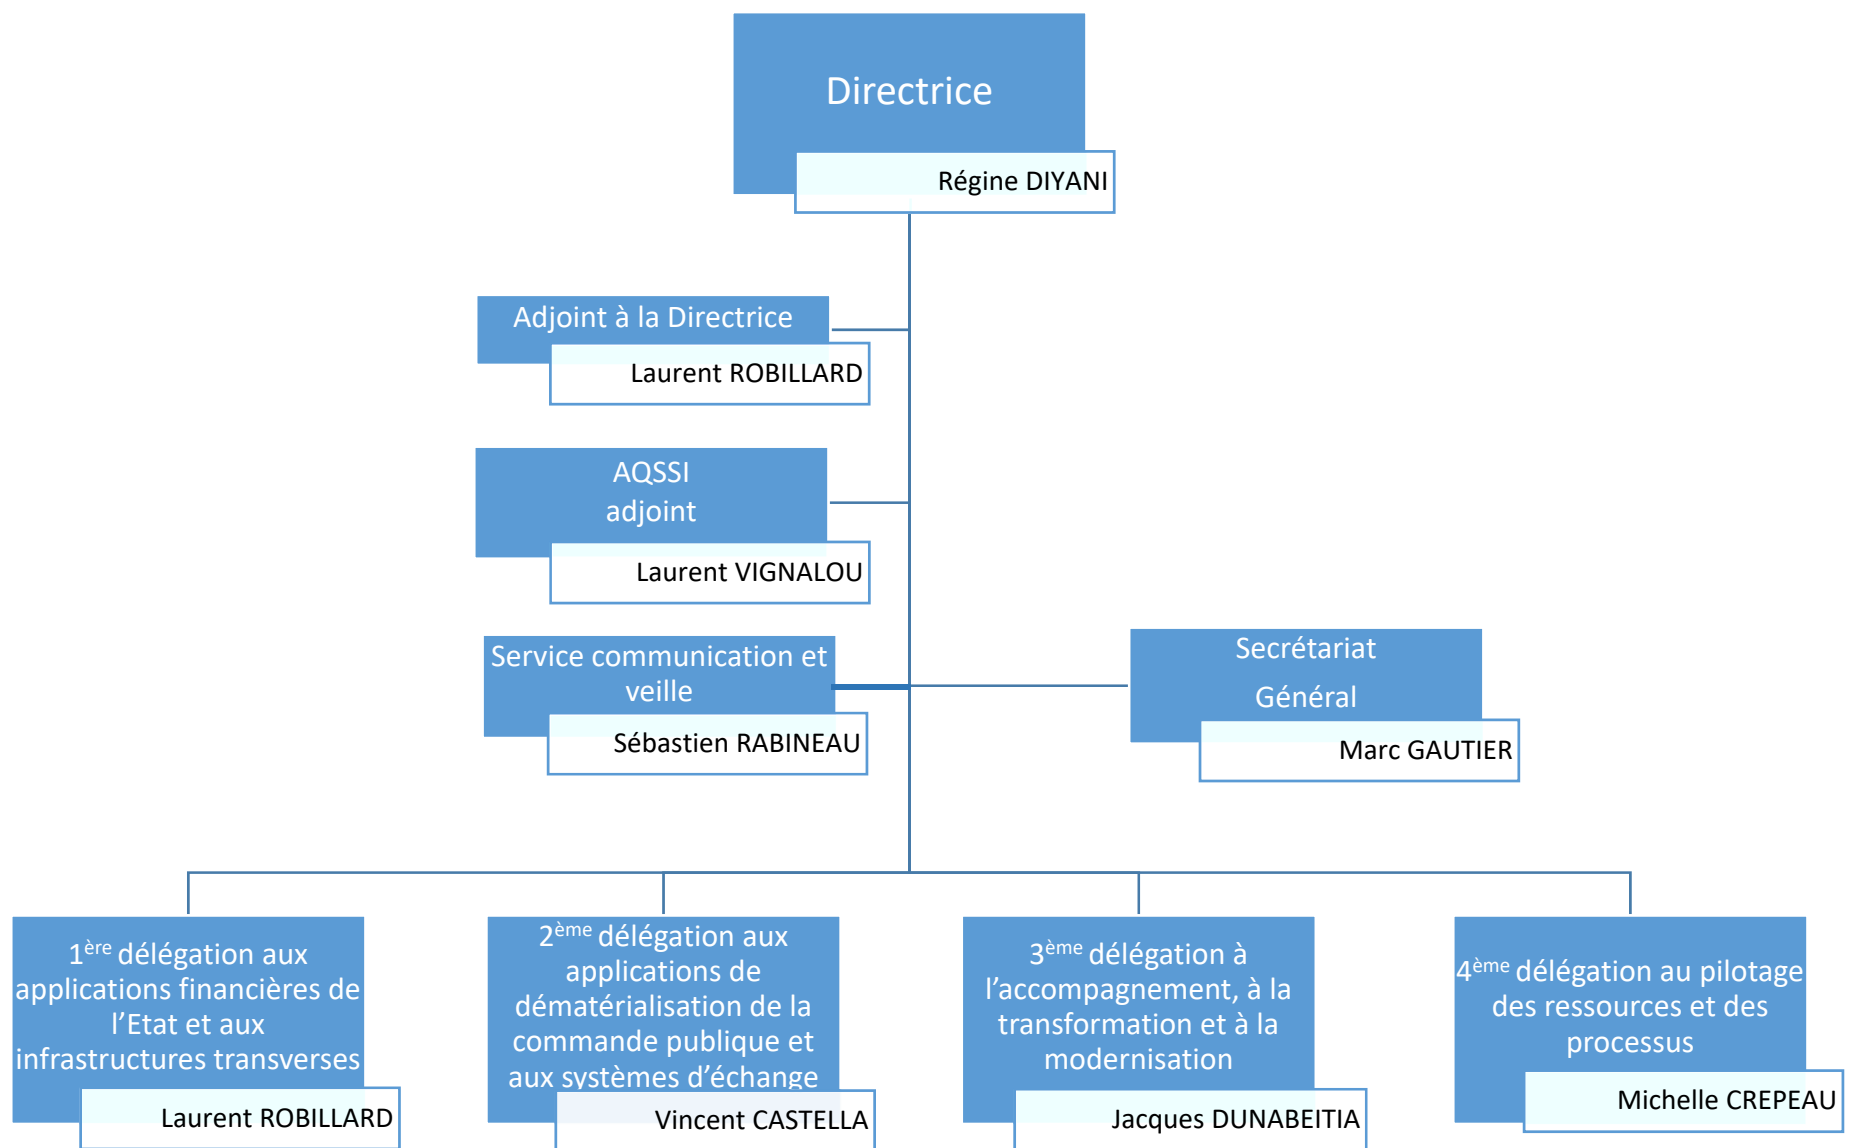 Directrice
Régine DIYANI
Adjoint à la Directrice
Laurent ROBILLARD
AQSSI
adjoint
Laurent VIGNALOU
Service communication et
veille
Sébastien RABINEAU
Secrétariat
Général
Marc GAUTIER
1ère délégation aux
applications financières de
l’Etat et aux
infrastructures transverses
Laurent ROBILLARD
2ème délégation aux
applications de
dématérialisation de la
commande publique et
aux systèmes d’échange
Vincent CASTELLA
3ème délégation à
l’accompagnement, à la
transformation et à la
modernisation
Jacques DUNABEITIA
4ème délégation au pilotage
des ressources et des
processus
Michelle CREPEAU